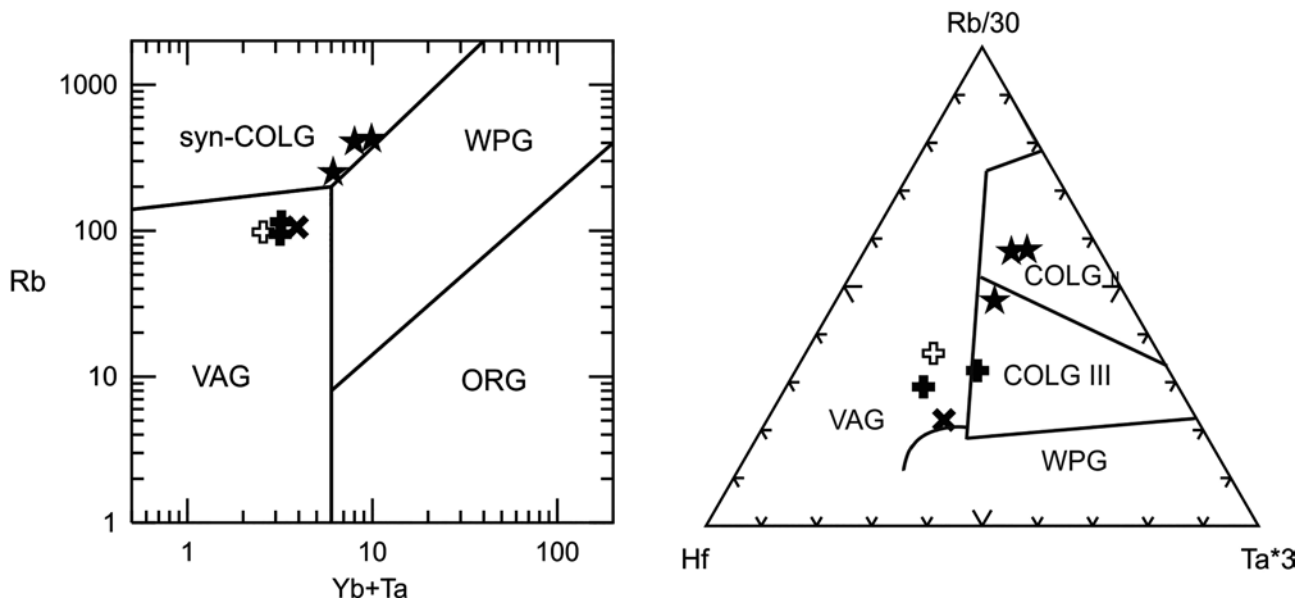 Rb
1000
100
10
1
syn-COLG
WPG
VAG
ORG
1 10 100
Yb+Ta
Rb/30
COLG I
COLG III
VAG
WPG
Hf
Ta*3